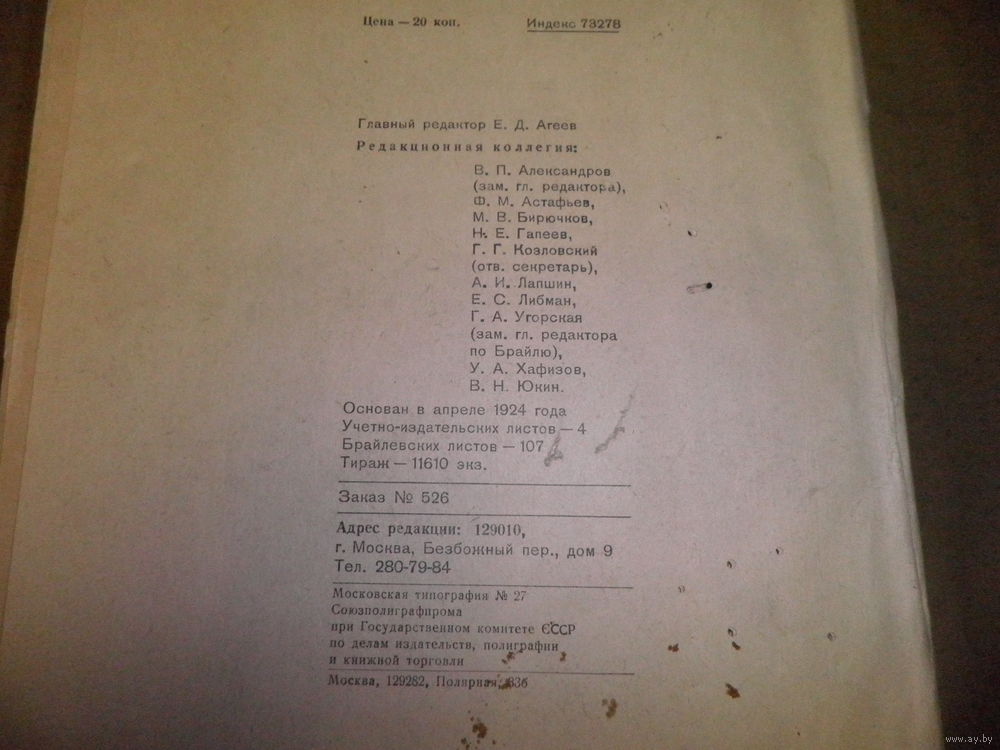 Цена — 20 коп. Индекс 73278
Главный редактор Е. Д. Агеев
Редакционная коллегия:
В. П. Александров
(зам. гл. редактора),
Ф. М. Астафьев,
М. В. Бирючков,
Н. Е. Гапеев,
Г. Г. Козловский
(отв. секретарь),
А. И. Лапшин,
Е. С. Либман,
Г. А. Угорская
(зам. гл. редактора
по Брайлю),
У. А. Хафизов,
В. Н. Юкин.
Основан в апреле 1924 года
Учетно-издательских листов — 4
Брайлевских листов — 107
Тираж — 11610 экз.
Заказ № 526
Адрес редакции: 129010,
г. Москва, Безбожный пер., дом 9
Тел. 280-79-84
Московская типография № 27
Союзполиграфпрома
при Государственном комитете СССР
по делам издательств, полиграфии
и книжной торговли
Москва, 129282, Полярная,
www.ay.by